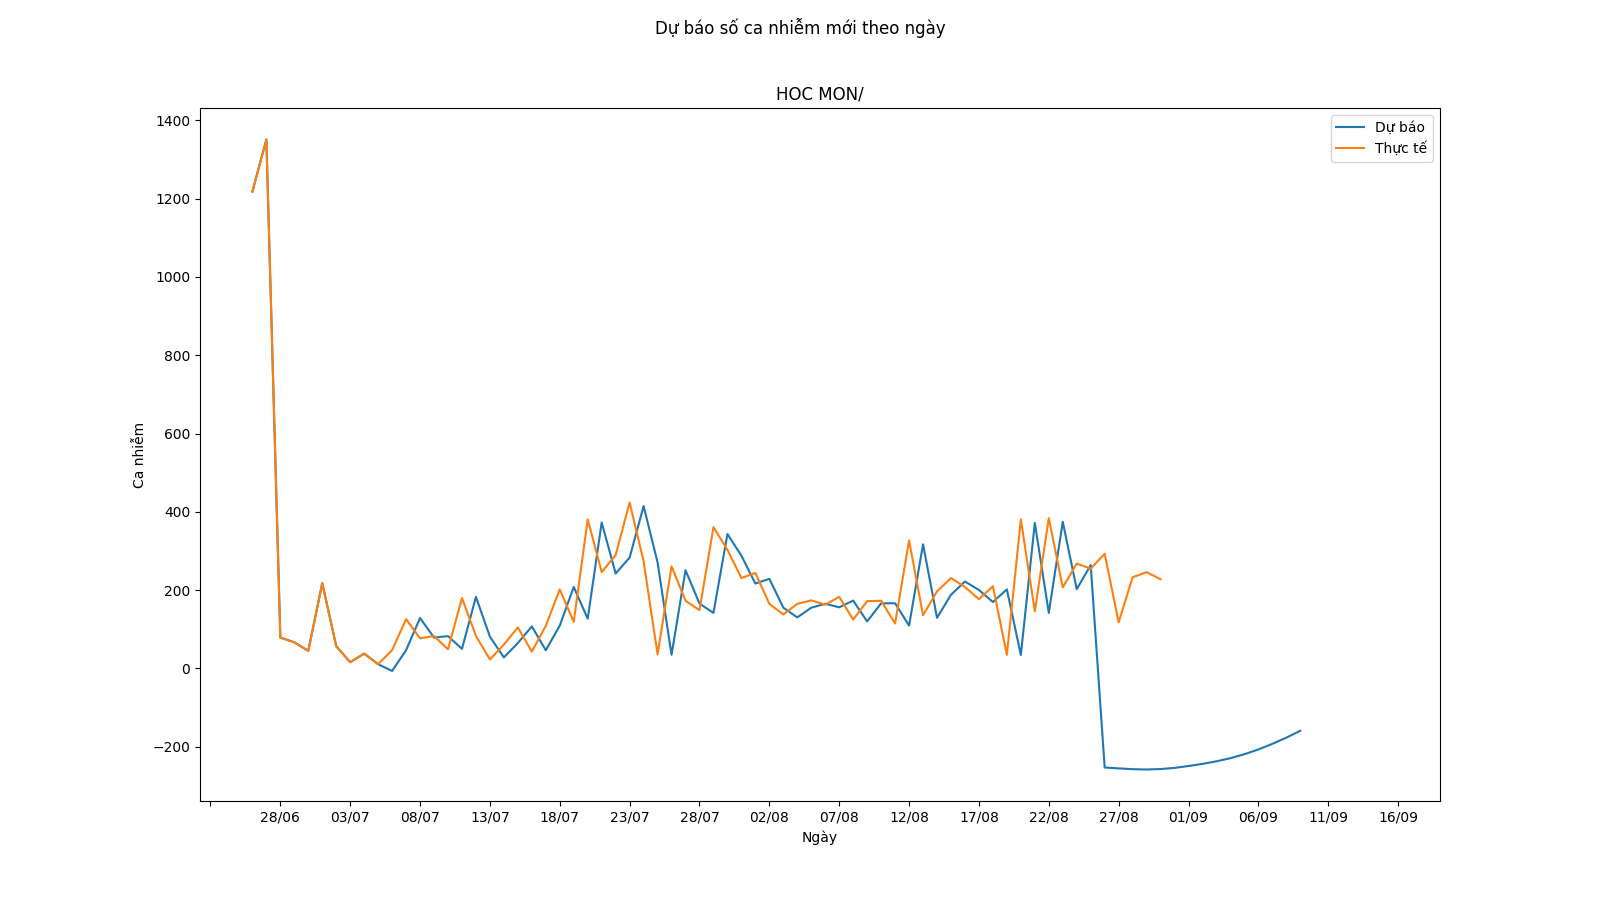 Dự báo số ca nhiễm mới theo ngày
HOC MON/
Dự báo
Thực tế
1400
1200
1000
800
600
400
200
0
−200
Ca nhiễm
28/06 03/07 08/07 13/07 18/07 23/07 28/07 02/08 07/08 12/08 17/08 22/08 27/08 01/09 06/09 11/09 16/09
Ngày